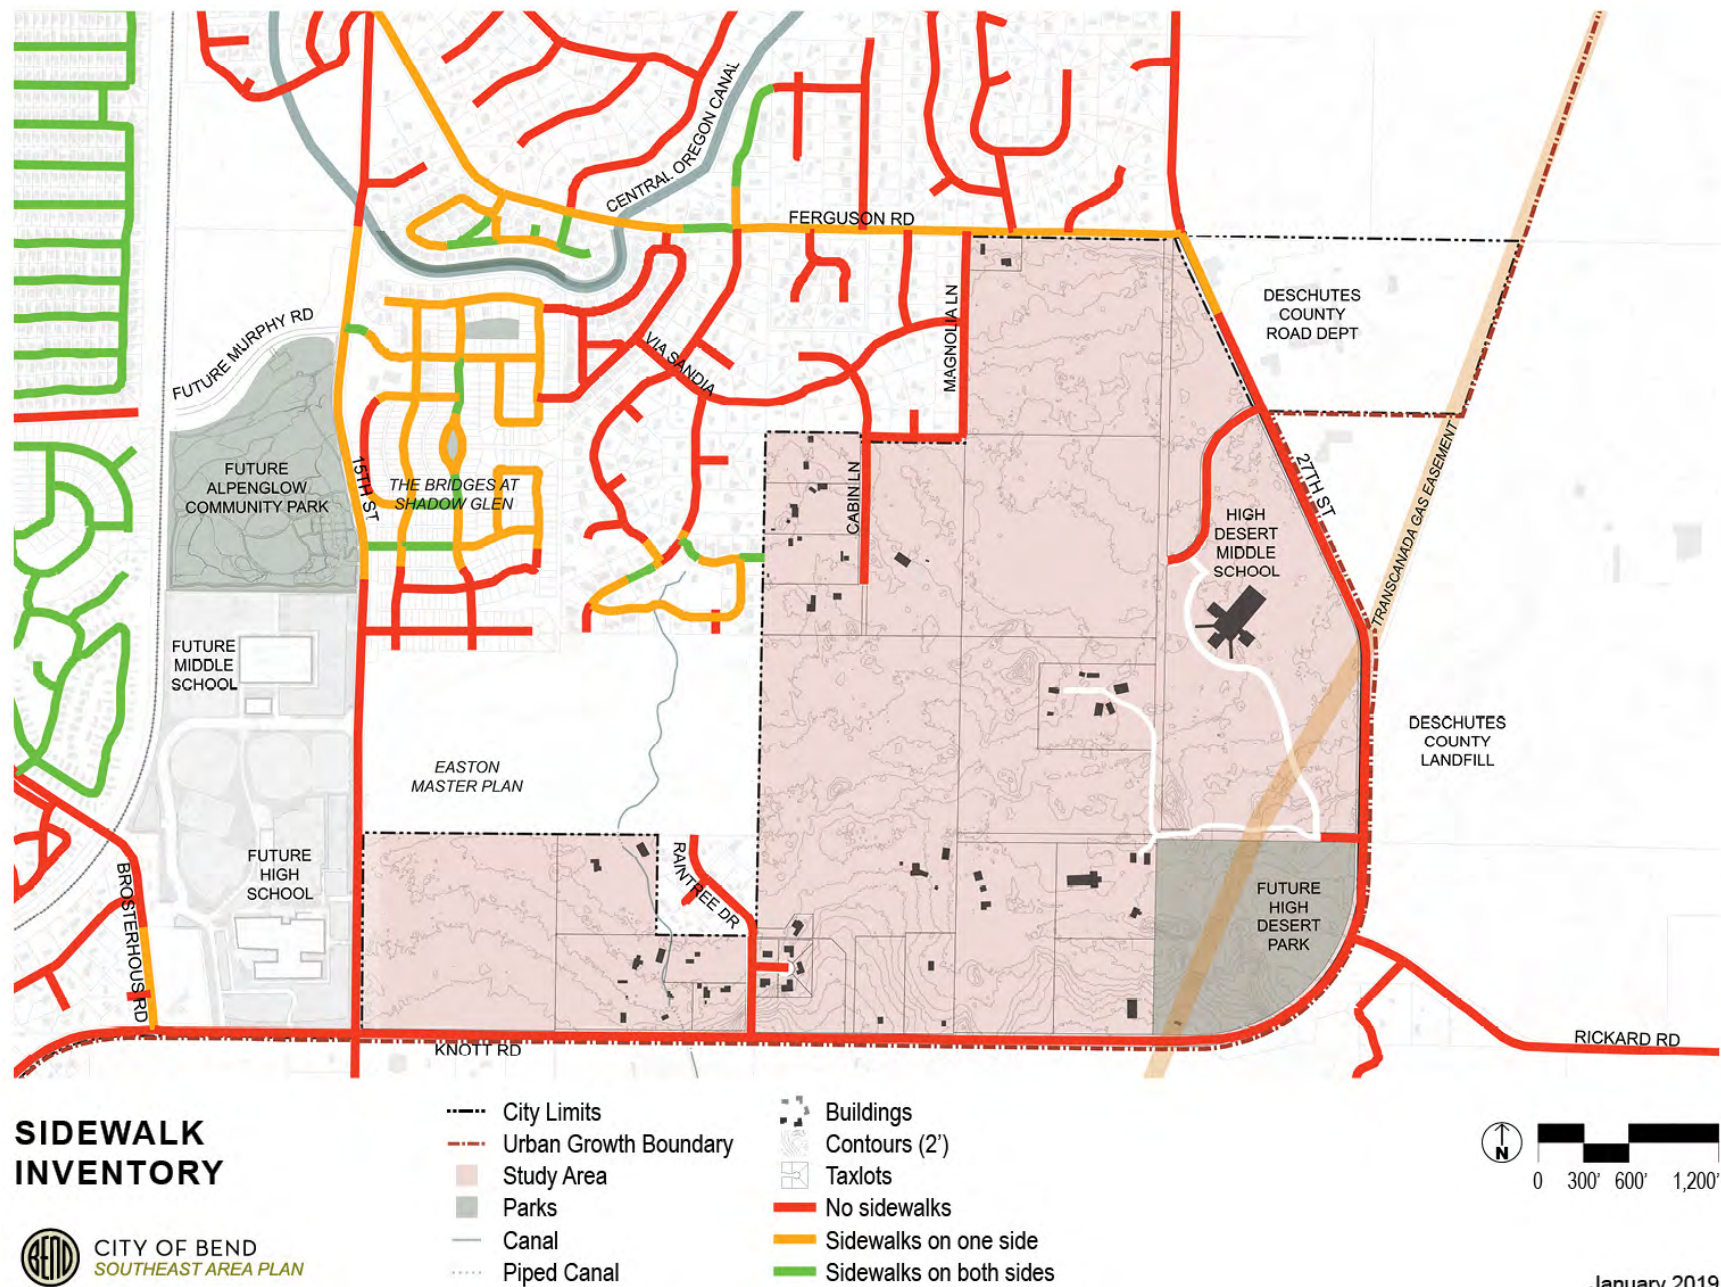 CENTRAL OREGON CANAL
FERGUSON RD
DESCHUTES
COUNTY
ROAD DEPT
FUTURE MURPHY RD
VIA SANDIA
MAGNOLIA LN
FUTURE
ALPENGLOW
COMMUNITY PARK
15TH ST
THE BRIDGES AT
SHADOW GLEN
CABIN LN
27TH ST
TRANSCANADA GAS EASEMENT
HIGH
DESERT
MIDDLE
SCHOOL
FUTURE
MIDDLE
SCHOOL
EASTON
MASTER PLAN
DESCHUTES
COUNTY
LANDFILL
FUTURE
HIGH
SCHOOL
BROSTERHOUS RD
RAINTREE DR
FUTURE
HIGH
DESERT
PARK
KNOTT RD
RICKARD RD
SIDEWALK
INVENTORY
BEND
CITY OF BEND
SOUTHEAST AREA PLAN
City Limits
Urban Growth Boundary
Study Area
Parks
Canal
Piped Canal
Buildings
Contours (2')
Taxlots
No sidewalks
Sidewalks on one side
Sidewalks on both sides
N
0 300' 600' 1,200'
January 2019